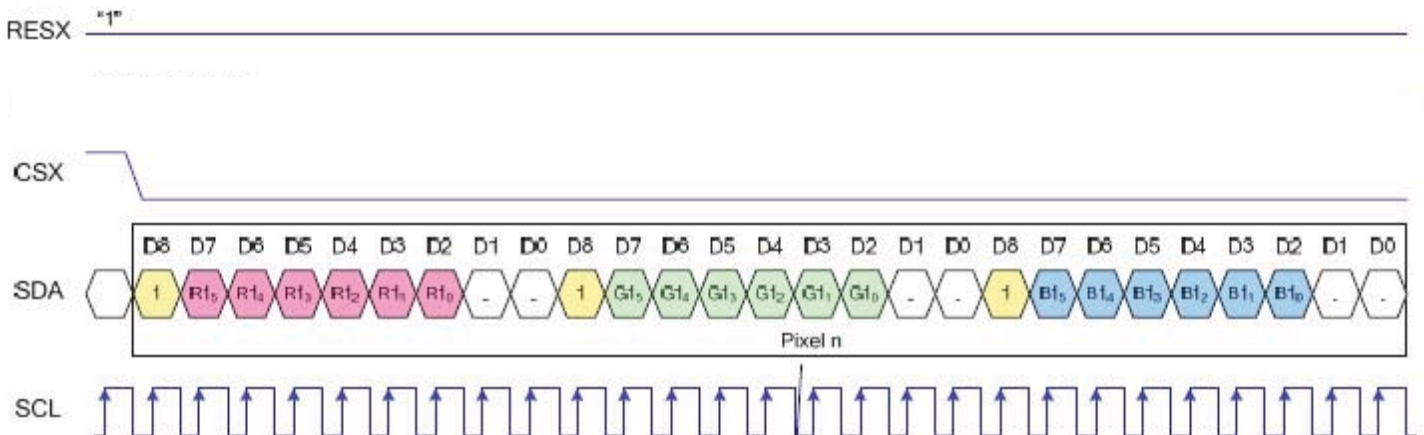 RESX "1"
CSX
D8 D7 D6 D5 D4 D3 D2 D1 D0 D8 D7 D6 D5 D4 D3 D2 D1 D0 D8 D7 D6 D5 D4 D3 D2 D1 D0
SDA 1 R1₅ R1₄ R1₃ R1₂ R1₁ R1₀ - - 1 G1₅ G1₄ G1₃ G1₂ G1₁ G1₀ - - 1 B1₅ B1₄ B1₃ B1₂ B1₁ B1₀ - -
Pixel n
SCL